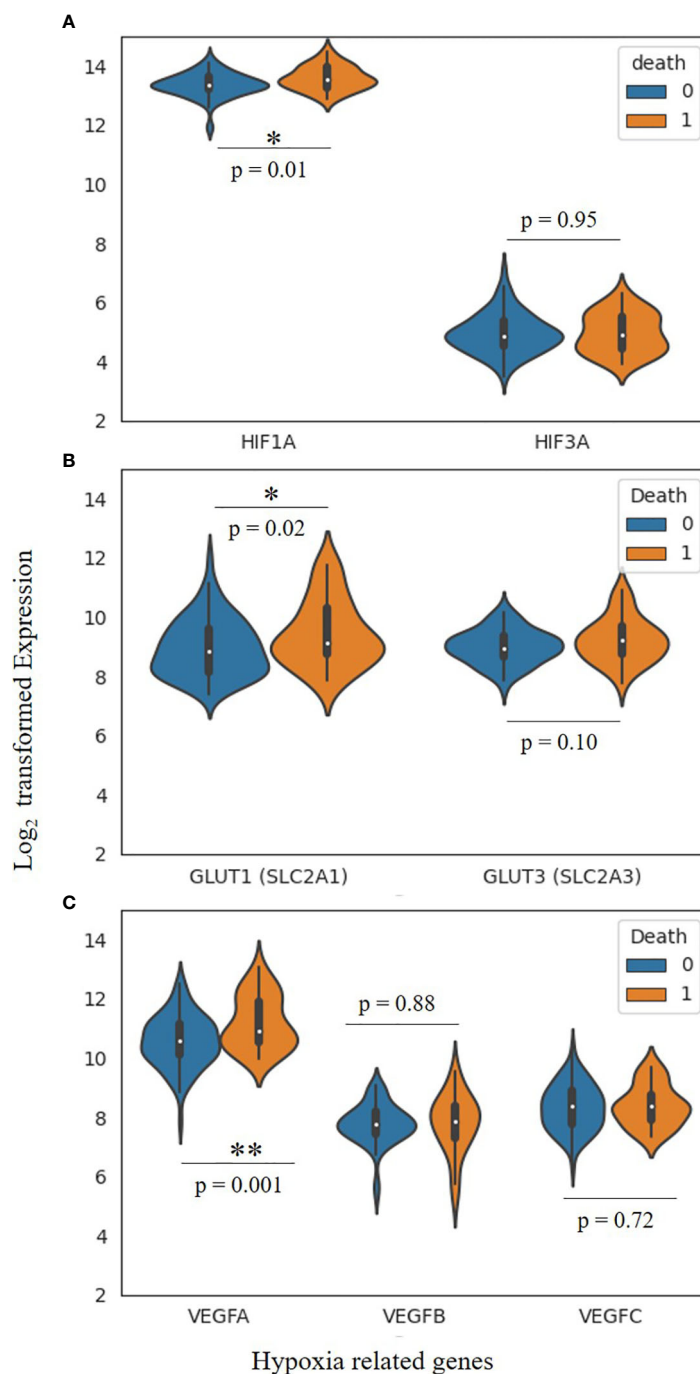 A
14
12
10
8
6
4
2
death
0
1
*
p = 0.01
p = 0.95
HIF1A HIF3A
B
14
12
10
8
6
4
2
Death
0
1
*
p = 0.02
p = 0.10
GLUT1 (SLC2A1) GLUT3 (SLC2A3)
C
14
12
10
8
6
4
2
Death
0
1
p = 0.88
**
p = 0.001
p = 0.72
VEGFA VEGFB VEGFC
Log₂ transformed Expression
Hypoxia related genes